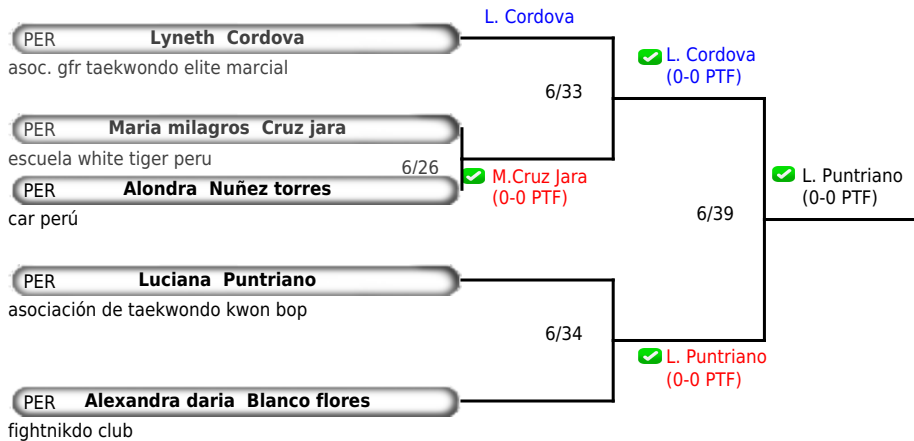 L. Cordova
PER Lyneth Cordova
asoc. gfr taekwondo elite marcial
L. Cordova
(0-0 PTF)
6/33
PER Maria milagros Cruz jara
escuela white tiger peru
6/26
M.Cruz Jara
(0-0 PTF)
PER Alondra Nuñez torres
car perú
L. Puntriano
(0-0 PTF)
6/39
PER Luciana Puntriano
asociación de taekwondo kwon bop
6/34
L. Puntriano
(0-0 PTF)
PER Alexandra daria Blanco flores
fightnikdo club